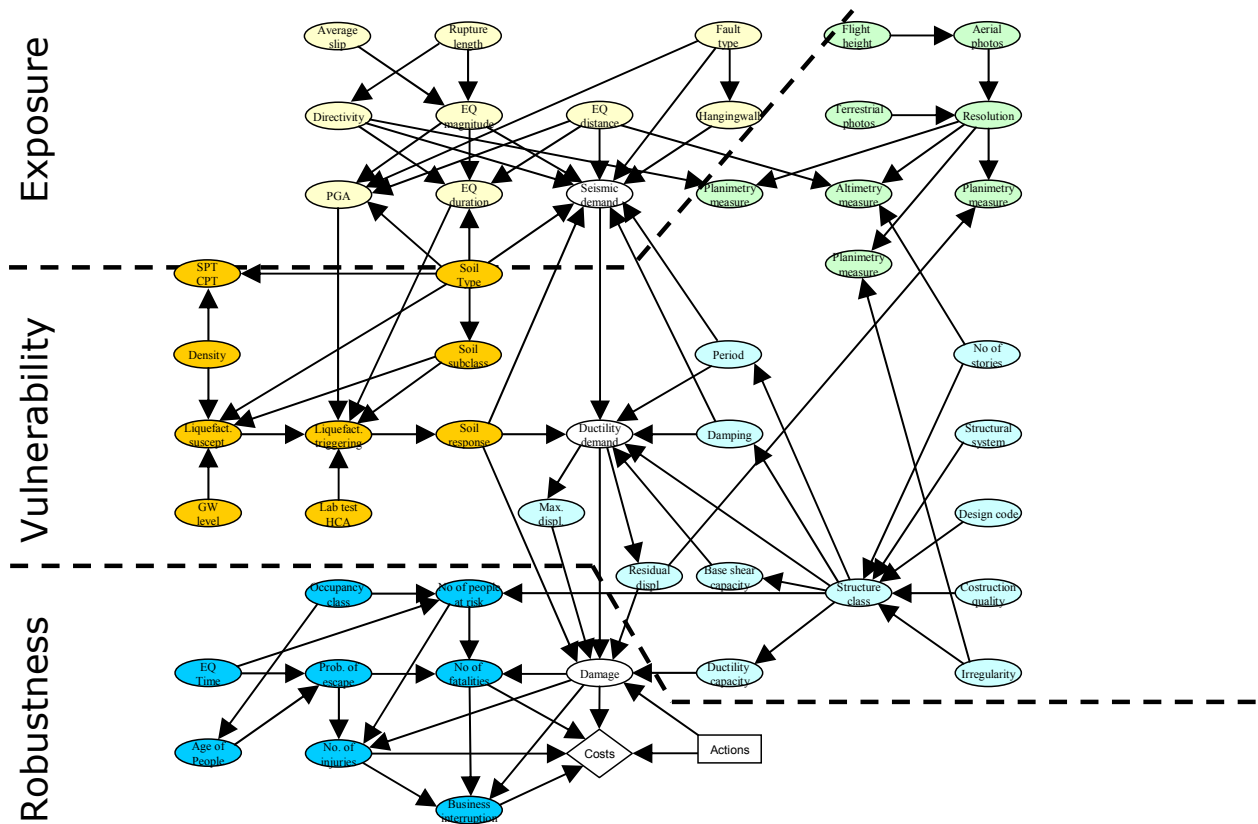 Exposure
Average
slip
Rupture
length
Fault
type
Flight
height
Aerial
photos
Directivity
EQ
magnitude
EQ
distance
Hangingwall
Terrestrial
photos
Resolution
PGA
EQ
duration
Seismic
demand
Planimetry
measure
Altimetry
measure
Planimetry
measure
Planimetry
measure
SPT
CPT
Soil
Type
Vulnerability
Density
Soil
subclass
Period
No of
stories
Liquefact.
suscept
Liquefact.
triggering
Soil
response
Ductility
demand
Damping
Structural
system
GW
level
Lab test
HCA
Max.
displ.
Design code
Residual
displ.
Base shear
capacity
Structure
class
Costruction
quality
Robustness
Occupancy
class
No of people
at risk
EQ
Time
Prob. of
escape
No of
fatalities
Damage
Ductility
capacity
Irregularity
Age of
People
No. of
injuries
Costs
Actions
Business
interruption